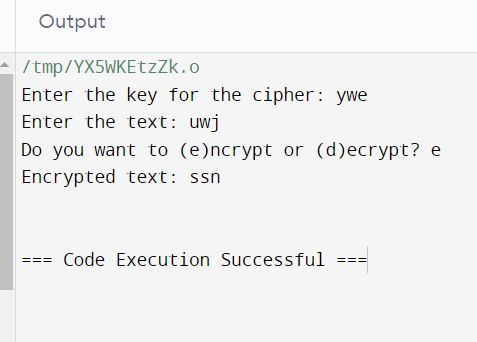 Output
/tmp/YX5WKEtzZk.o
Enter the key for the cipher: ywe
Enter the text: uwj
Do you want to (e)ncrypt or (d)ecrypt? e
Encrypted text: ssn
=== Code Execution Successful ===